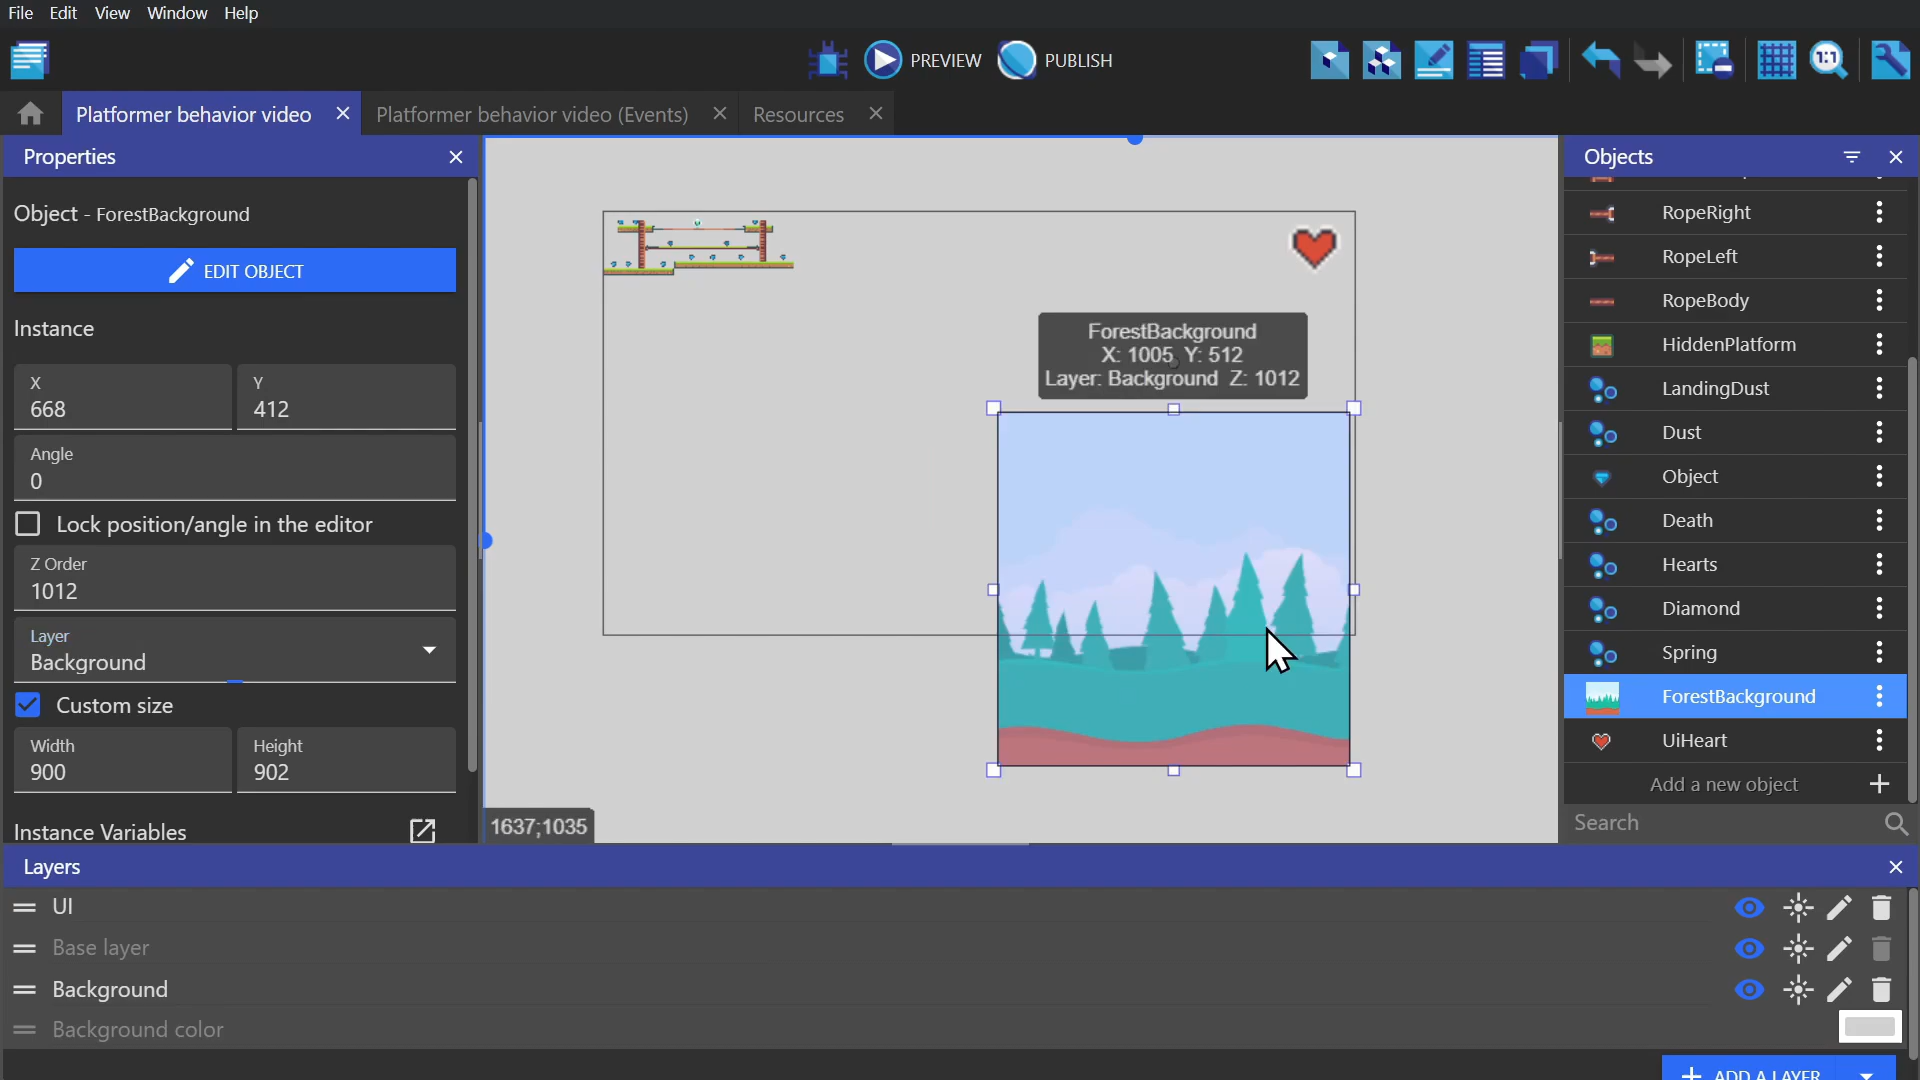 File Edit View Window Help
PREVIEW PUBLISH 1:1
Platformer behavior video Platformer behavior video (Events) Resources
Properties
Object - ForestBackground
EDIT OBJECT
Instance
X
668
Y
412
Angle
0
Lock position/angle in the editor
Z Order
1012
Layer
Background
Custom size
Width
900
Height
902
Instance Variables
ForestBackground
X: 1005 Y: 512
Layer: Background Z: 1012
1637;1035
Objects
RopeRight
RopeLeft
RopeBody
HiddenPlatform
LandingDust
Dust
Object
Death
Hearts
Diamond
Spring
ForestBackground
UiHeart
Add a new object
Search
Layers
UI
Base layer
Background
Background color
ADD A LAYER